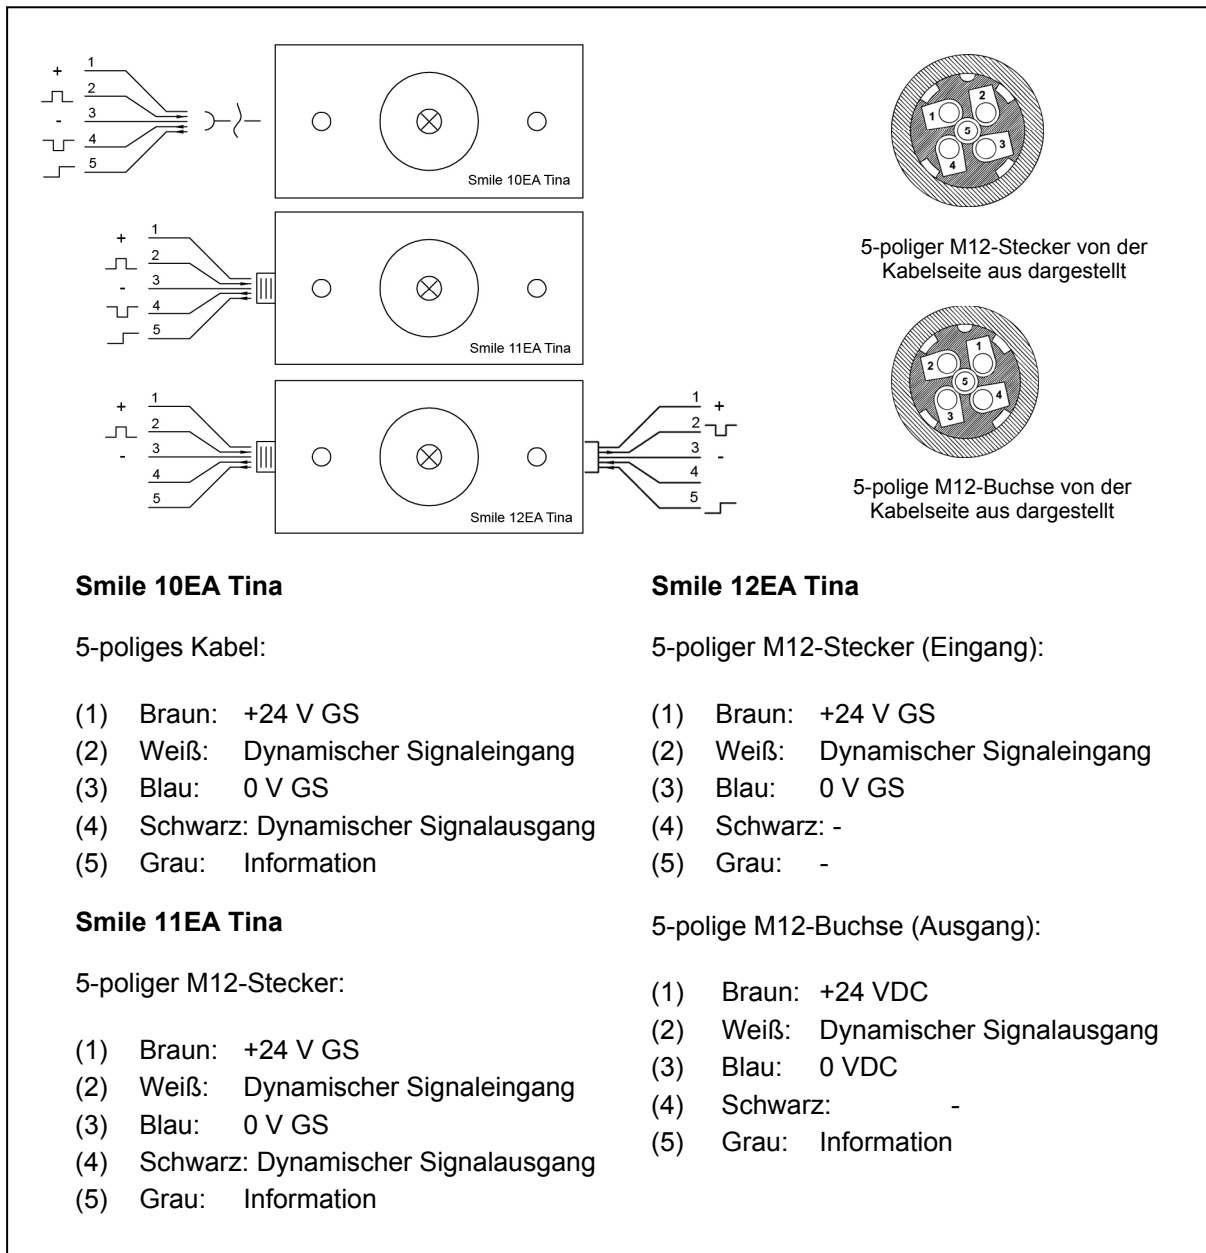 + 1
2
- 3
4
5
Smile 10EA Tina
1 2 3 4 5
5-poliger M12-Stecker von der
Kabelseite aus dargestellt
+ 1
2
- 3
4
5
Smile 11EA Tina
1 2 3 4 5
5-polige M12-Buchse von der
Kabelseite aus dargestellt
+ 1
2
- 3
4
5
Smile 12EA Tina
1 +
2
3 -
4
5
Smile 10EA Tina
5-poliges Kabel:
(1) Braun: +24 V GS
(2) Weiß: Dynamischer Signaleingang
(3) Blau: 0 V GS
(4) Schwarz: Dynamischer Signalausgang
(5) Grau: Information
Smile 11EA Tina
5-poliger M12-Stecker:
(1) Braun: +24 V GS
(2) Weiß: Dynamischer Signaleingang
(3) Blau: 0 V GS
(4) Schwarz: Dynamischer Signalausgang
(5) Grau: Information
Smile 12EA Tina
5-poliger M12-Stecker (Eingang):
(1) Braun: +24 V GS
(2) Weiß: Dynamischer Signaleingang
(3) Blau: 0 V GS
(4) Schwarz: -
(5) Grau: -
5-polige M12-Buchse (Ausgang):
(1) Braun: +24 VDC
(2) Weiß: Dynamischer Signalausgang
(3) Blau: 0 VDC
(4) Schwarz: -
(5) Grau: Information